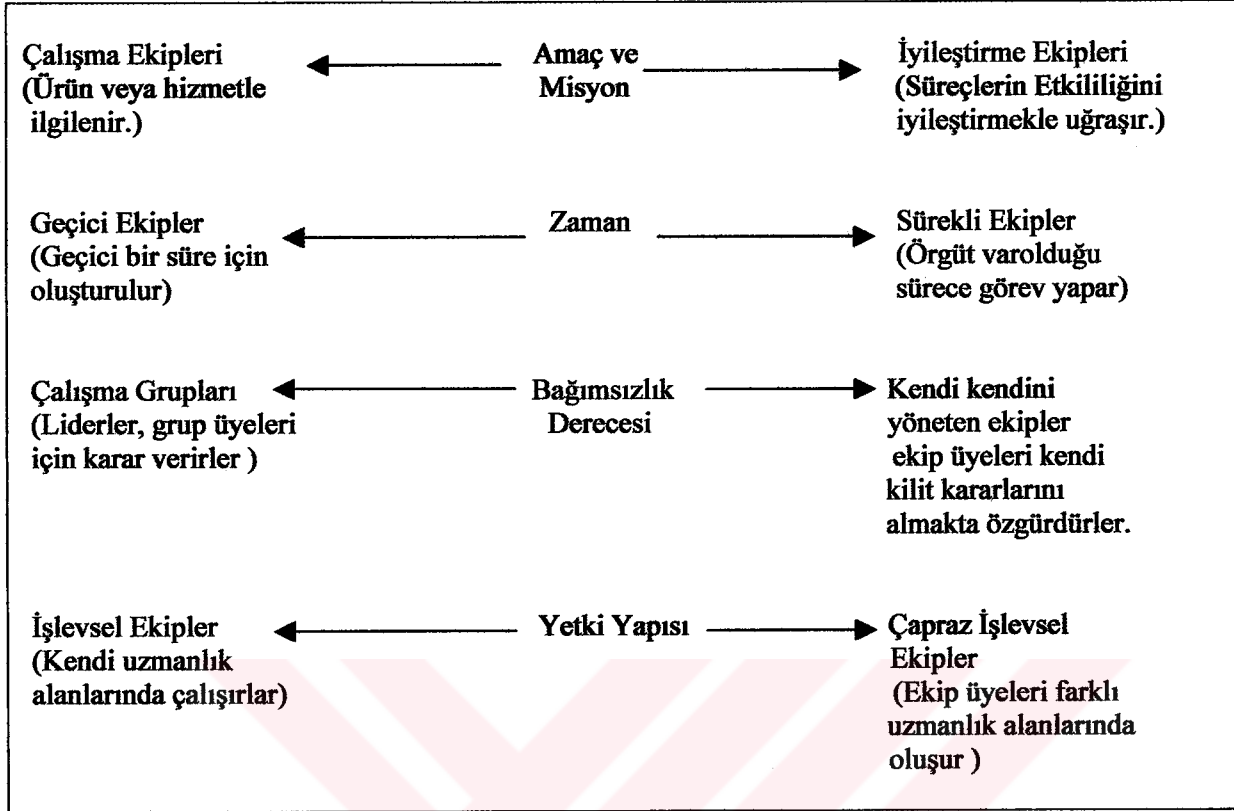 Çalışma Ekipleri
(Ürün veya hizmetle
ilgilenir.)
Amaç ve
Misyon
İyileştirme Ekipleri
(Süreçlerin Etkililiğini
iyileştirmekle uğraşır.)
Geçici Ekipler
(Geçici bir süre için
oluşturulur)
Zaman
Sürekli Ekipler
(Örgüt varolduğu
sürece görev yapar)
Çalışma Grupları
(Liderler, grup üyeleri
için karar verirler )
Bağımsızlık
Derecesi
Kendi kendini
yöneten ekipler
ekip üyeleri kendi
kilit kararlarını
almakta özgürdürler.
İşlevsel Ekipler
(Kendi uzmanlık
alanlarında çalışırlar)
Yetki Yapısı
Çapraz İşlevsel
Ekipler
(Ekip üyeleri farklı
uzmanlık alanlarında
oluşur )